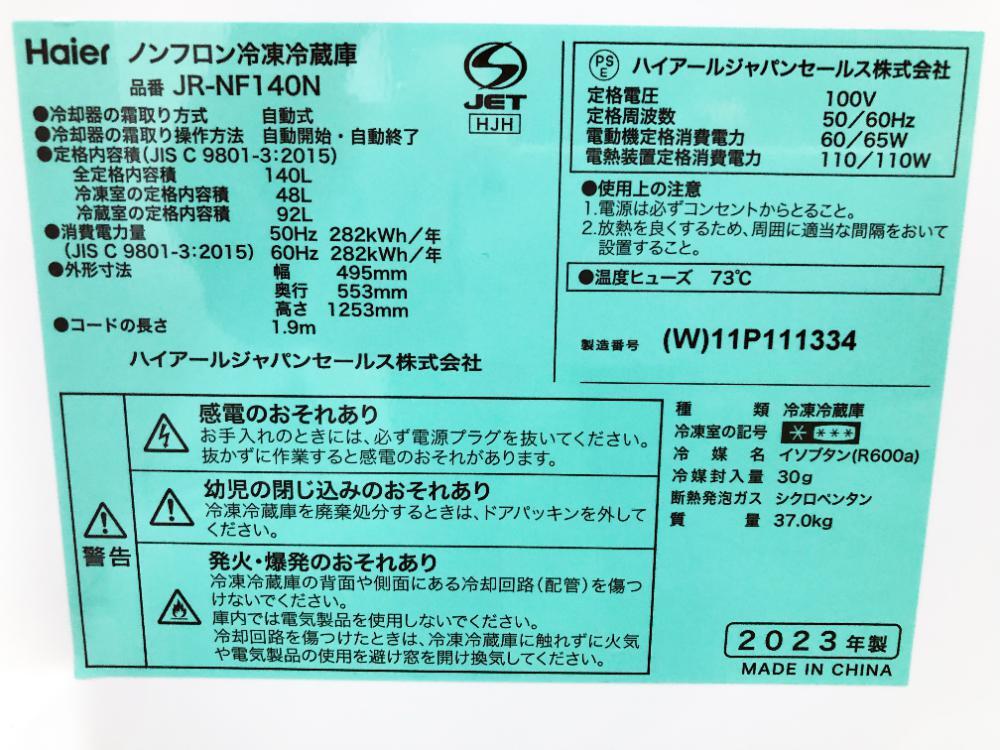 Haier ノンフロン冷凍冷蔵庫
品番 JR-NF140N
●冷却器の霜取り方式 自動式
●冷却器の霜取り操作方法 自動開始・自動終了
●定格内容積(JIS C 9801-3:2015)
全定格内容積 140L
冷凍室の定格内容積 48L
冷蔵室の定格内容積 92L
●消費電力量 50Hz 282kWh/年
(JIS C 9801-3:2015) 60Hz 282kWh/年
●外形寸法 幅 495mm
奥行 553mm
高さ 1253mm
●コードの長さ 1.9m
ハイアールジャパンセールス株式会社
JET
HJH
PS
E
ハイアールジャパンセールス株式会社
定格電圧 100V
定格周波数 50/60Hz
電動機定格消費電力 60/65W
電熱装置定格消費電力 110/110W
●使用上の注意
1.電源は必ずコンセントからとること。
2.放熱を良くするため、周囲に適当な間隔をおいて
設置すること。
●温度ヒューズ 73℃
製造番号 (W)11P111334
警告
感電のおそれあり
お手入れのときには、必ず電源プラグを抜いてください。
抜かずに作業すると感電のおそれがあります。
幼児の閉じ込めのおそれあり
冷凍冷蔵庫を廃棄処分するときは、ドアパッキンを外して
ください。
発火・爆発のおそれあり
冷凍冷蔵庫の背面や側面にある冷却回路(配管)を傷つ
けないでください。
庫内では電気製品を使用しないでください。
冷却回路を傷つけたときは、冷凍冷蔵庫に触れずに火気
や電気製品の使用を避け窓を開け換気してください。
種類 冷凍冷蔵庫
冷凍室の記号 * ***
冷媒名 イソブタン(R600a)
冷媒封入量 30g
断熱発泡ガス シクロペンタン
質量 37.0kg
2023年製
MADE IN CHINA